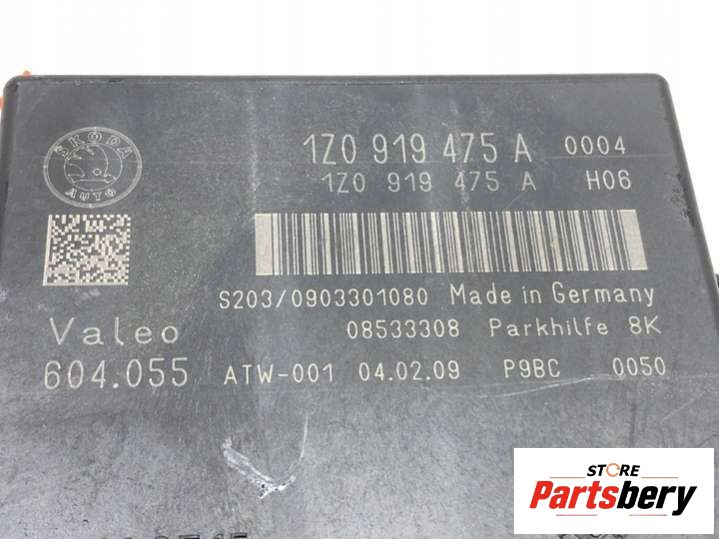 ŠKODA
AUTO
1Z0 919 475 A 0004
1Z0 919 475 A H06
S203/0903301080 Made in Germany
Valeo 08533308 Parkhilfe 8K
604.055 ATW-001 04.02.09 P9BC 0050
STORE
Partsbery